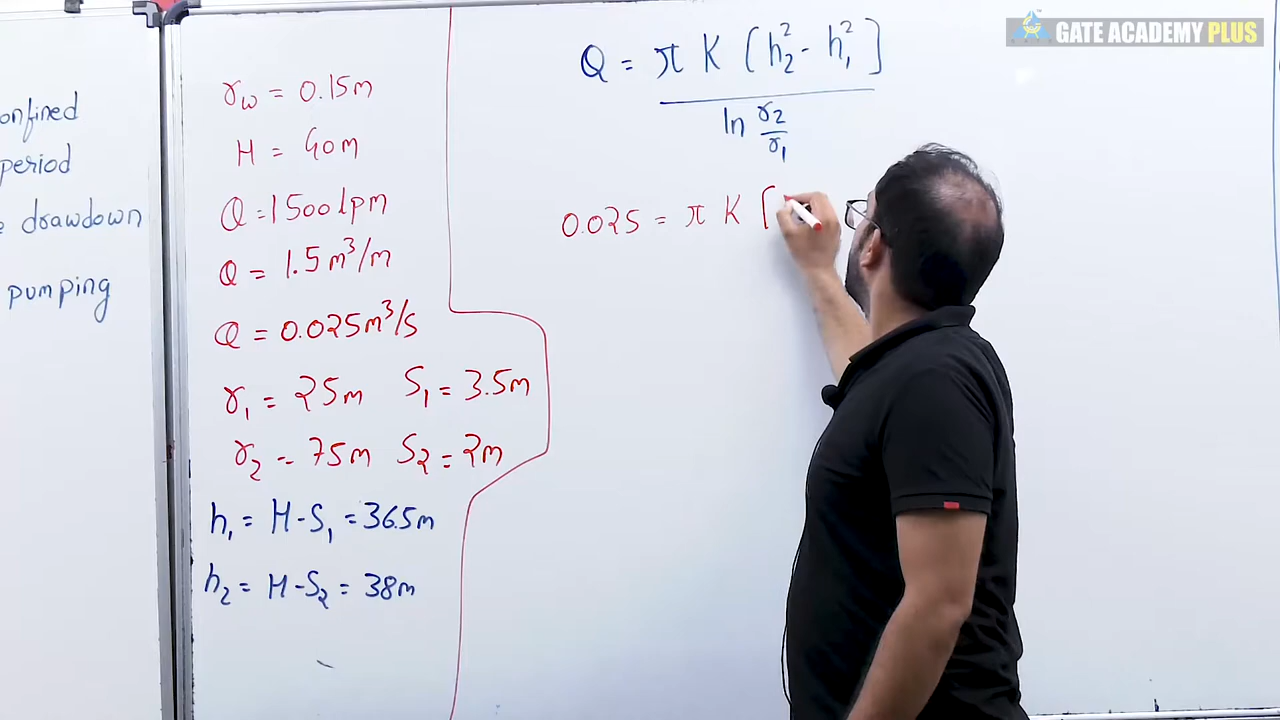 onfined
period
e drawdown
pumping
r_w = 0.15m
H = 40m
Q = 1500 lpm
Q = 1.5 m³/m
Q = 0.025 m³/s
r₁ = 25m S₁ = 3.5m
r₂ = 75m S₂ = 2m
h₁ = H - S₁ = 36.5m
h₂ = H - S₂ = 38m
Q = π K [h₂² - h₁²]
ln r₂/r₁
0.025 = π K [
GATE ACADEMY PLUS